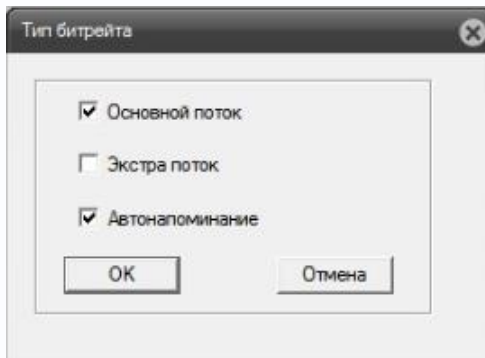 Тип битрейта
Основной поток
Экстра поток
Автонапоминание
OK
Отмена